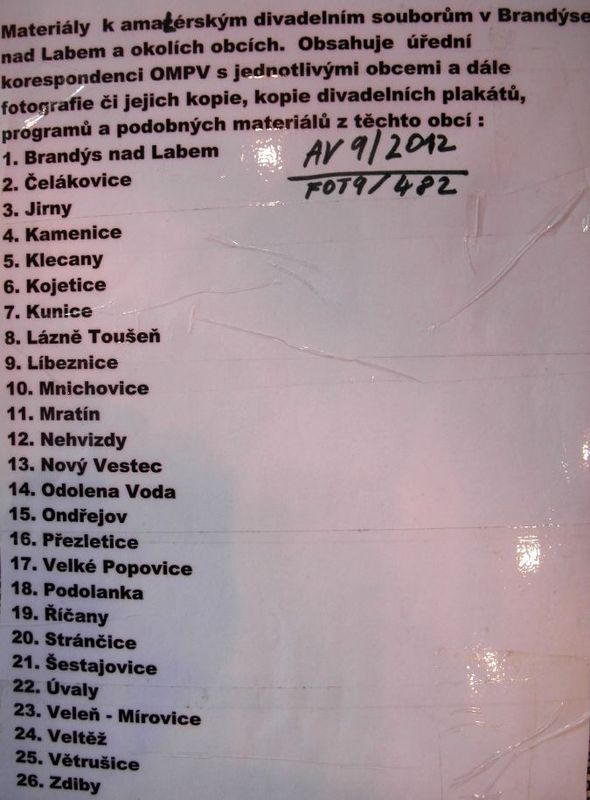 Materiály k amatérským divadelním souborům v Brandýse
nad Labem a okolích obcích. Obsahuje úřední
korespondenci OMPV s jednotlivými obcemi a dále
fotografie či jejich kopie, kopie divadelních plakátů,
programů a podobných materiálů z těchto obcí :
1. Brandýs nad Labem
AV 9/2012
2. Čelákovice
FOT9/482
3. Jirny
4. Kamenice
5. Klecany
6. Kojetice
7. Kunice
8. Lázně Toušeň
9. Líbeznice
10. Mnichovice
11. Mratín
12. Nehvizdy
13. Nový Vestec
14. Odolena Voda
15. Ondřejov
16. Přezletice
17. Velké Popovice
18. Podolanka
19. Říčany
20. Stránčice
21. Šestajovice
22. Úvaly
23. Veleň - Mírovice
24. Veltěž
25. Větrušice
26. Zdiby